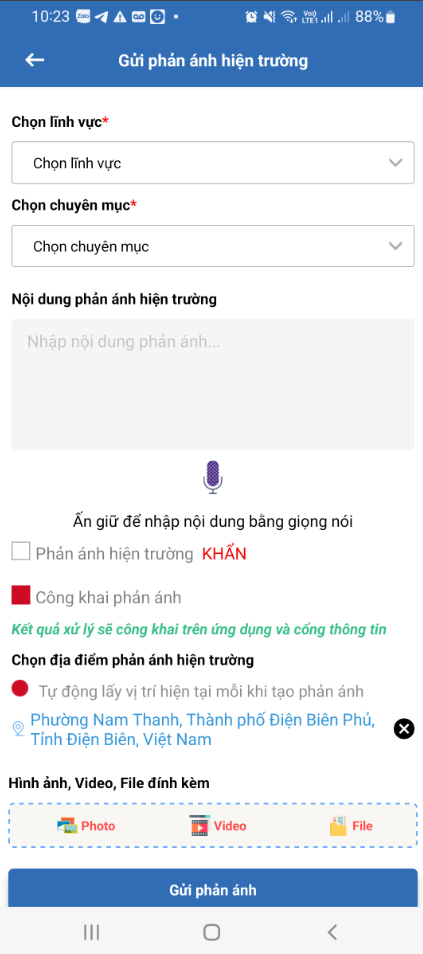 10:23 Zalo Vo) LTE1 88%
Gửi phản ánh hiện trường
Chọn lĩnh vực*
Chọn lĩnh vực
Chọn chuyên mục*
Chọn chuyên mục
Nội dung phản ánh hiện trường
Nhập nội dung phản ánh...
Ấn giữ để nhập nội dung bằng giọng nói
Phản ánh hiện trường KHẨN
Công khai phản ánh
Kết quả xử lý sẽ công khai trên ứng dụng và cổng thông tin
Chọn địa điểm phản ánh hiện trường
Tự động lấy vị trí hiện tại mỗi khi tạo phản ánh
Phường Nam Thanh, Thành phố Điện Biên Phủ,
Tỉnh Điện Biên, Việt Nam
Hình ảnh, Video, File đính kèm
Photo Video File
Gửi phản ánh